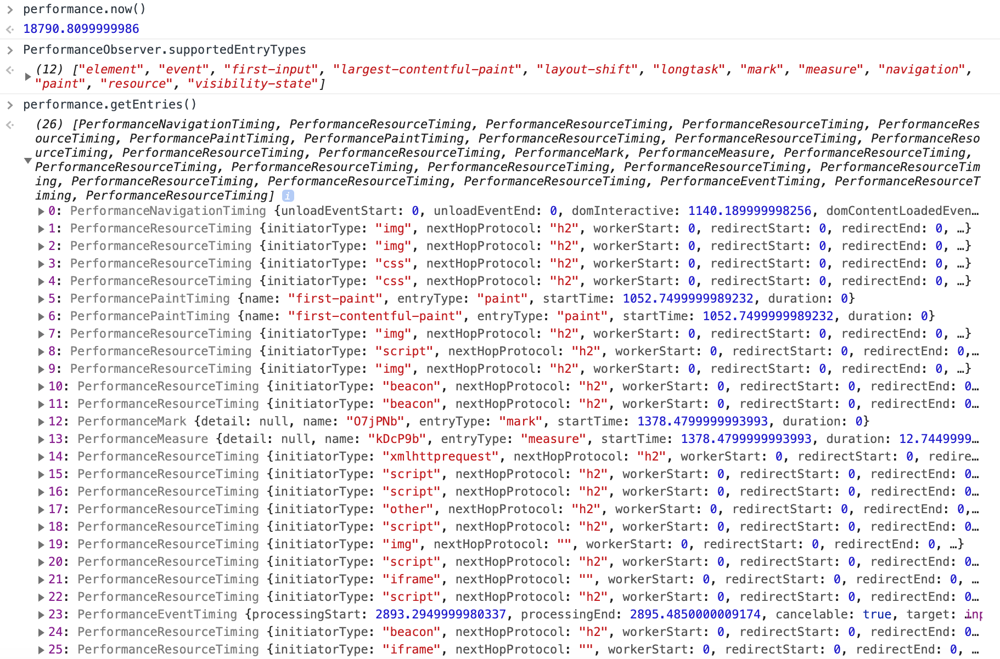 performance.now()
18790.8099999986
PerformanceObserver.supportedEntryTypes
(12) ["element", "event", "first-input", "largest-contentful-paint", "layout-shift", "longtask", "mark", "measure", "navigation",
"paint", "resource", "visibility-state"]
performance.getEntries()
(26) [PerformanceNavigationTiming, PerformanceResourceTiming, PerformanceResourceTiming, PerformanceResourceTiming, PerformanceRes
ourceTiming, PerformancePaintTiming, PerformancePaintTiming, PerformanceResourceTiming, PerformanceResourceTiming, PerformanceReso
urceTiming, PerformanceResourceTiming, PerformanceResourceTiming, PerformanceMark, PerformanceMeasure, PerformanceResourceTiming,
PerformanceResourceTiming, PerformanceResourceTiming, PerformanceResourceTiming, PerformanceResourceTiming, PerformanceResourceTim
ing, PerformanceResourceTiming, PerformanceResourceTiming, PerformanceResourceTiming, PerformanceEventTiming, PerformanceResourceT
iming, PerformanceResourceTiming] i
0: PerformanceNavigationTiming {unloadEventStart: 0, unloadEventEnd: 0, domInteractive: 1140.189999998256, domContentLoadedEven…
1: PerformanceResourceTiming {initiatorType: "img", nextHopProtocol: "h2", workerStart: 0, redirectStart: 0, redirectEnd: 0, …}
2: PerformanceResourceTiming {initiatorType: "img", nextHopProtocol: "h2", workerStart: 0, redirectStart: 0, redirectEnd: 0, …}
3: PerformanceResourceTiming {initiatorType: "css", nextHopProtocol: "h2", workerStart: 0, redirectStart: 0, redirectEnd: 0, …}
4: PerformanceResourceTiming {initiatorType: "css", nextHopProtocol: "h2", workerStart: 0, redirectStart: 0, redirectEnd: 0, …}
5: PerformancePaintTiming {name: "first-paint", entryType: "paint", startTime: 1052.7499999989232, duration: 0}
6: PerformancePaintTiming {name: "first-contentful-paint", entryType: "paint", startTime: 1052.7499999989232, duration: 0}
7: PerformanceResourceTiming {initiatorType: "img", nextHopProtocol: "h2", workerStart: 0, redirectStart: 0, redirectEnd: 0, …}
8: PerformanceResourceTiming {initiatorType: "script", nextHopProtocol: "h2", workerStart: 0, redirectStart: 0, redirectEnd: 0,…
9: PerformanceResourceTiming {initiatorType: "img", nextHopProtocol: "h2", workerStart: 0, redirectStart: 0, redirectEnd: 0, …}
10: PerformanceResourceTiming {initiatorType: "beacon", nextHopProtocol: "h2", workerStart: 0, redirectStart: 0, redirectEnd: 0…
11: PerformanceResourceTiming {initiatorType: "beacon", nextHopProtocol: "h2", workerStart: 0, redirectStart: 0, redirectEnd: 0…
12: PerformanceMark {detail: null, name: "O7jPNb", entryType: "mark", startTime: 1378.4799999993993, duration: 0}
13: PerformanceMeasure {detail: null, name: "kDcP9b", entryType: "measure", startTime: 1378.4799999993993, duration: 12.7449999…
14: PerformanceResourceTiming {initiatorType: "xmlhttprequest", nextHopProtocol: "h2", workerStart: 0, redirectStart: 0, redire…
15: PerformanceResourceTiming {initiatorType: "script", nextHopProtocol: "h2", workerStart: 0, redirectStart: 0, redirectEnd: 0…
16: PerformanceResourceTiming {initiatorType: "script", nextHopProtocol: "h2", workerStart: 0, redirectStart: 0, redirectEnd: 0…
17: PerformanceResourceTiming {initiatorType: "other", nextHopProtocol: "h2", workerStart: 0, redirectStart: 0, redirectEnd: 0,…
18: PerformanceResourceTiming {initiatorType: "script", nextHopProtocol: "h2", workerStart: 0, redirectStart: 0, redirectEnd: 0…
19: PerformanceResourceTiming {initiatorType: "img", nextHopProtocol: "", workerStart: 0, redirectStart: 0, redirectEnd: 0, …}
20: PerformanceResourceTiming {initiatorType: "script", nextHopProtocol: "h2", workerStart: 0, redirectStart: 0, redirectEnd: 0…
21: PerformanceResourceTiming {initiatorType: "iframe", nextHopProtocol: "", workerStart: 0, redirectStart: 0, redirectEnd: 0, …
22: PerformanceResourceTiming {initiatorType: "script", nextHopProtocol: "h2", workerStart: 0, redirectStart: 0, redirectEnd: 0…
23: PerformanceEventTiming {processingStart: 2893.2949999980337, processingEnd: 2895.4850000009174, cancelable: true, target: …inp
24: PerformanceResourceTiming {initiatorType: "beacon", nextHopProtocol: "h2", workerStart: 0, redirectStart: 0, redirectEnd: 0…
25: PerformanceResourceTiming {initiatorType: "iframe", nextHopProtocol: "", workerStart: 0, redirectStart: 0, redirectEnd: 0, …